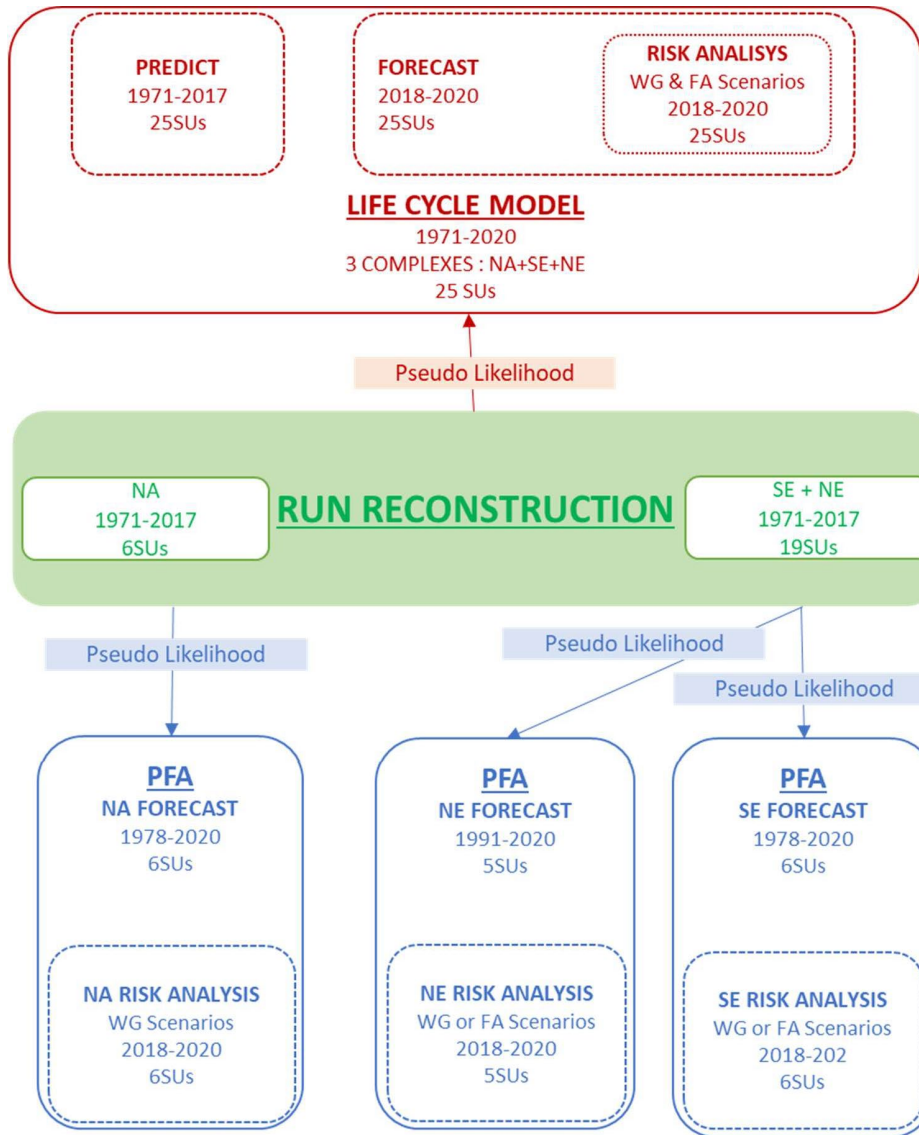 PREDICT
1971-2017
25SUs
FORECAST
2018-2020
25SUs
RISK ANALISYS
WG & FA Scenarios
2018-2020
25SUs
LIFE CYCLE MODEL
1971-2020
3 COMPLEXES : NA+SE+NE
25 SUs
Pseudo Likelihood
NA
1971-2017
6SUs
RUN RECONSTRUCTION
SE + NE
1971-2017
19SUs
Pseudo Likelihood
Pseudo Likelihood
Pseudo Likelihood
PFA
NA FORECAST
1978-2020
6SUs
NA RISK ANALYSIS
WG Scenarios
2018-2020
6SUs
PFA
NE FORECAST
1991-2020
5SUs
NE RISK ANALYSIS
WG or FA Scenarios
2018-2020
5SUs
PFA
SE FORECAST
1978-2020
6SUs
SE RISK ANALYSIS
WG or FA Scenarios
2018-202
6SUs